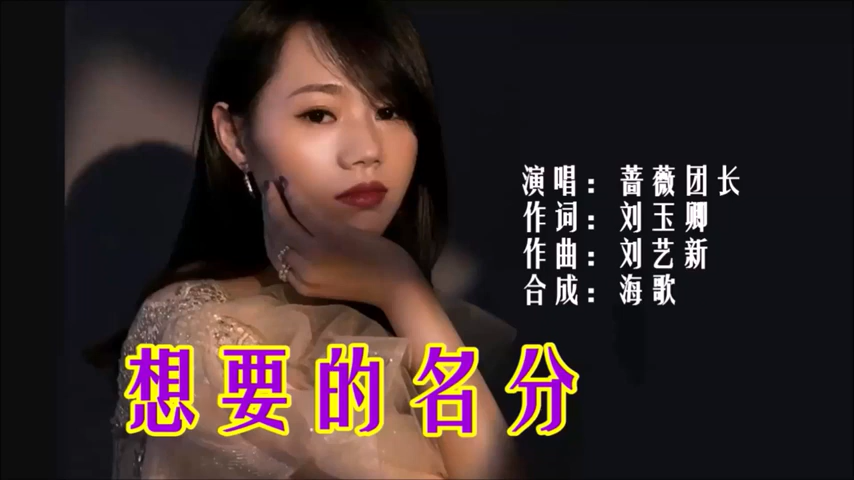 演唱：蔷薇团长
作词：刘玉卿
作曲：刘艺新
合成：海歌
想要的名分